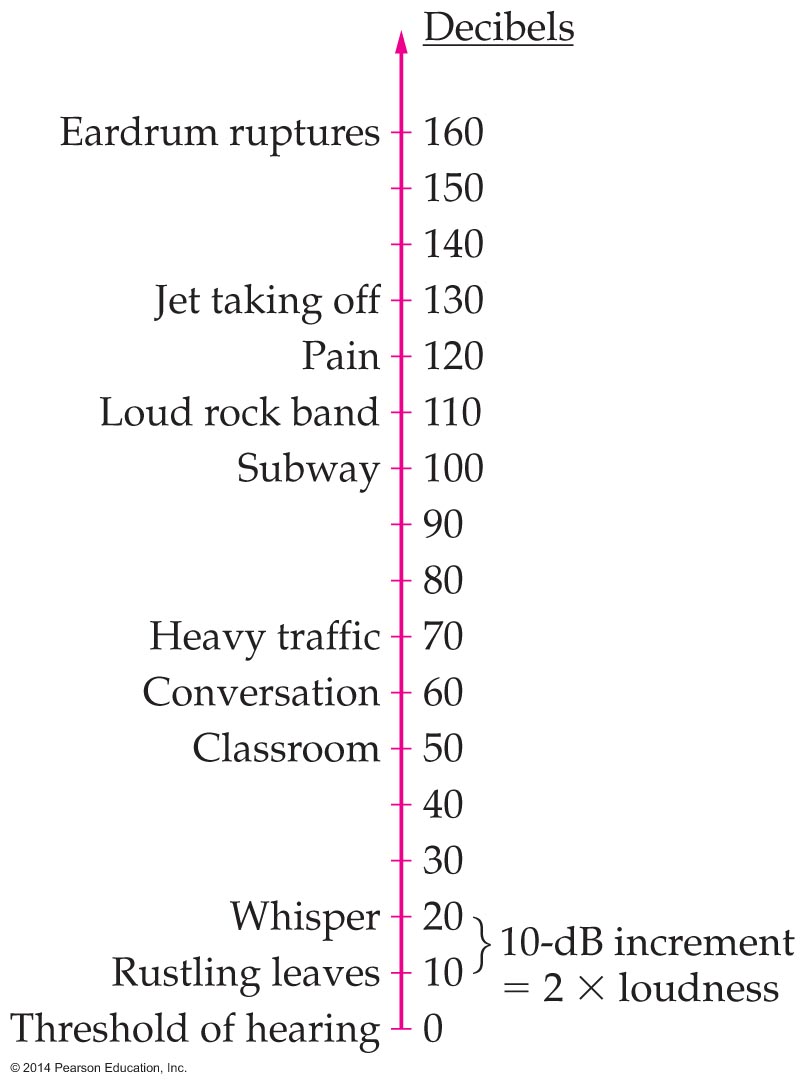 Decibels
Eardrum ruptures 160
150
140
Jet taking off 130
Pain 120
Loud rock band 110
Subway 100
90
80
Heavy traffic 70
Conversation 60
Classroom 50
40
30
Whisper 20
10-dB increment
Rustling leaves 10
= 2 × loudness
Threshold of hearing 0
© 2014 Pearson Education, Inc.